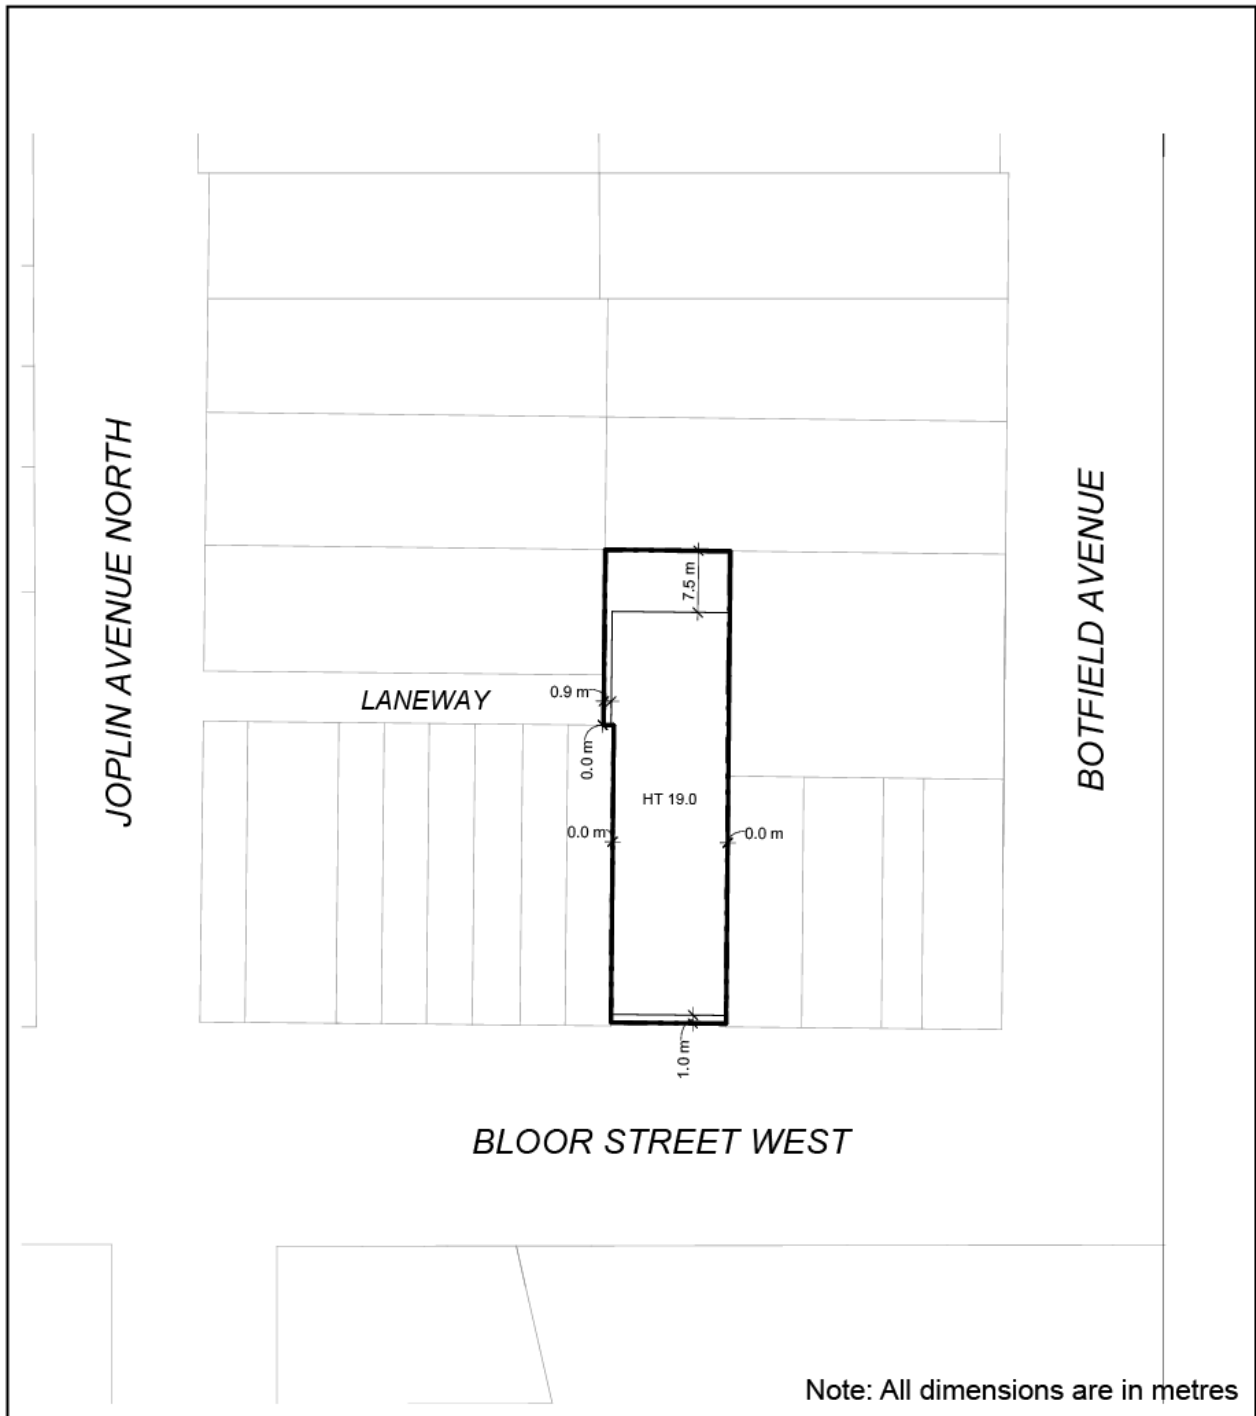 JOPLIN AVENUE NORTH
BOTFIELD AVENUE
7.5 m
LANEWAY
0.9 m
0.0 m
HT 19.0
0.0 m
0.0 m
1.0 m
BLOOR STREET WEST
Note: All dimensions are in metres